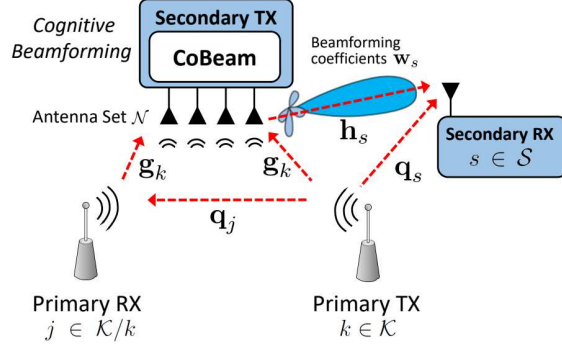 Cognitive
Beamforming
Secondary TX
CoBeam
Beamforming
coefficients w_s
Antenna Set 𝒩
h_s
g_k
g_k
q_s
q_j
Secondary RX
s ∈ 𝒮
Primary RX
j ∈ 𝒦/k
Primary TX
k ∈ 𝒦